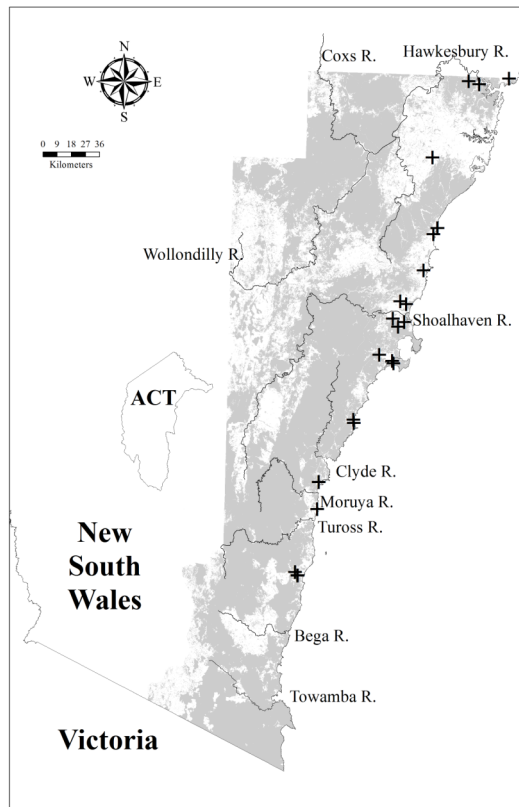 Coxs R.
Hawkesbury R.
N
W
E
S
0 9 18 27 36
Kilometers
Wollondilly R.
Shoalhaven R.
ACT
Clyde R.
Moruya R.
New
South
Wales
Tuross R.
Bega R.
Towamba R.
Victoria